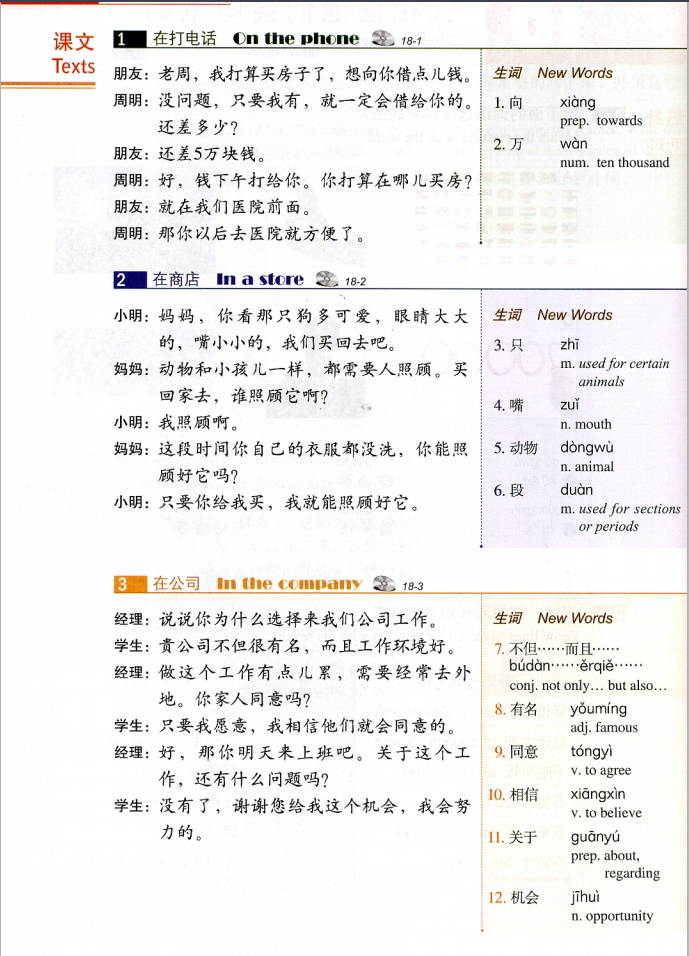 课文
Texts
1 在打电话 On the phone 18-1
朋友：老周，我打算买房子了，想向你借点儿钱。
周明：没问题，只要我有，就一定会借给你的。
还差多少？
朋友：还差5万块钱。
周明：好，钱下午打给你。你打算在哪儿买房？
朋友：就在我们医院前面。
周明：那你以后去医院就方便了。
生词 New Words
1. 向 xiàng
prep. towards
2. 万 wàn
num. ten thousand
2 在商店 In a store 18-2
小明：妈妈，你看那只狗多可爱，眼睛大大
的，嘴小小的，我们买回去吧。
妈妈：动物和小孩儿一样，都需要人照顾。买
回家去，谁照顾它啊？
小明：我照顾啊。
妈妈：这段时间你自己的衣服都没洗，你能照
顾好它吗？
小明：只要你给我买，我就能照顾好它。
生词 New Words
3. 只 zhī
m. used for certain
animals
4. 嘴 zuǐ
n. mouth
5. 动物 dòngwù
n. animal
6. 段 duàn
m. used for sections
or periods
3 在公司 In the company 18-3
经理：说说你为什么选择来我们公司工作。
学生：贵公司不但很有名，而且工作环境好。
经理：做这个工作有点儿累，需要经常去外
地。你家人同意吗？
学生：只要我愿意，我相信他们就会同意的。
经理：好，那你明天来上班吧。关于这个工
作，还有什么问题吗？
学生：没有了，谢谢您给我这个机会，我会努
力的。
生词 New Words
7. 不但……而且……
búdàn……érqiě……
conj. not only… but also…
8. 有名 yǒumíng
adj. famous
9. 同意 tóngyì
v. to agree
10. 相信 xiāngxìn
v. to believe
11. 关于 guānyú
prep. about,
regarding
12. 机会 jīhuì
n. opportunity